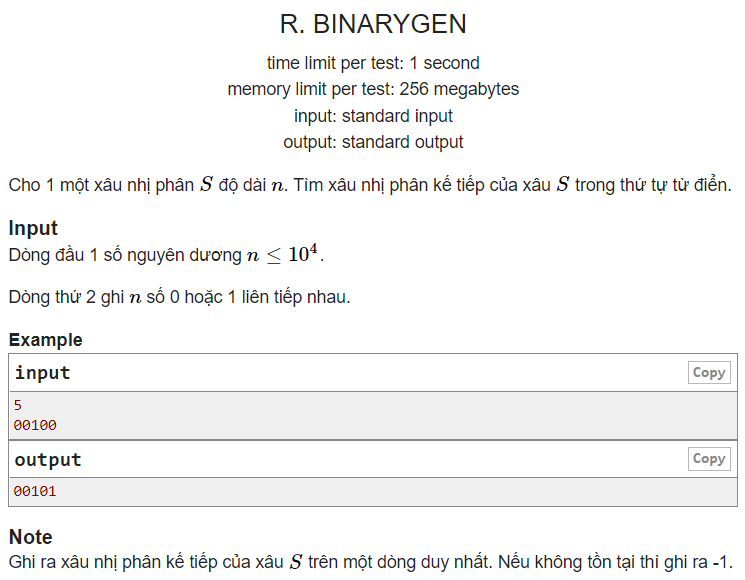 R. BINARYGEN
time limit per test: 1 second
memory limit per test: 256 megabytes
input: standard input
output: standard output
Cho 1 một xâu nhị phân S độ dài n. Tìm xâu nhị phân kế tiếp của xâu S trong thứ tự từ điển.
Input
Dòng đầu 1 số nguyên dương n ≤ 10⁴.
Dòng thứ 2 ghi n số 0 hoặc 1 liên tiếp nhau.
Example
input Copy
5
00100
output Copy
00101
Note
Ghi ra xâu nhị phân kế tiếp của xâu S trên một dòng duy nhất. Nếu không tồn tại thì ghi ra -1.